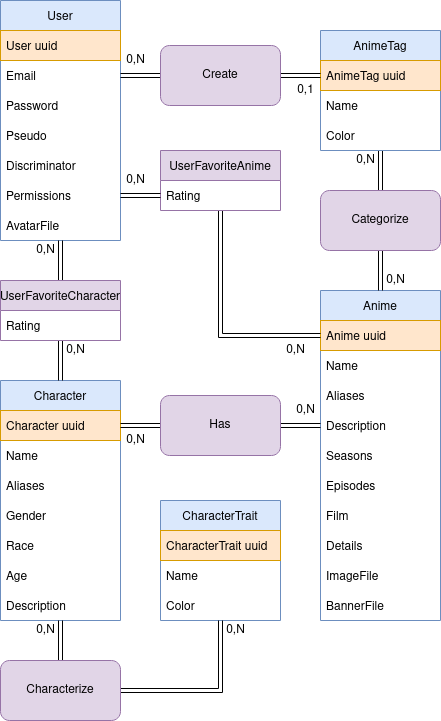 User
User uuid
Email
Password
Pseudo
Discriminator
Permissions
AvatarFile
0,N
Create
0,1
AnimeTag
AnimeTag uuid
Name
Color
0,N
UserFavoriteAnime
Rating
0,N
0,N
Categorize
0,N
0,N
UserFavoriteCharacter
Rating
0,N
Anime
Anime uuid
Name
Aliases
Description
Seasons
Episodes
Film
Details
ImageFile
BannerFile
Character
Character uuid
Name
Aliases
Gender
Race
Age
Description
0,N
Has
0,N
CharacterTrait
CharacterTrait uuid
Name
Color
0,N
0,N
Characterize